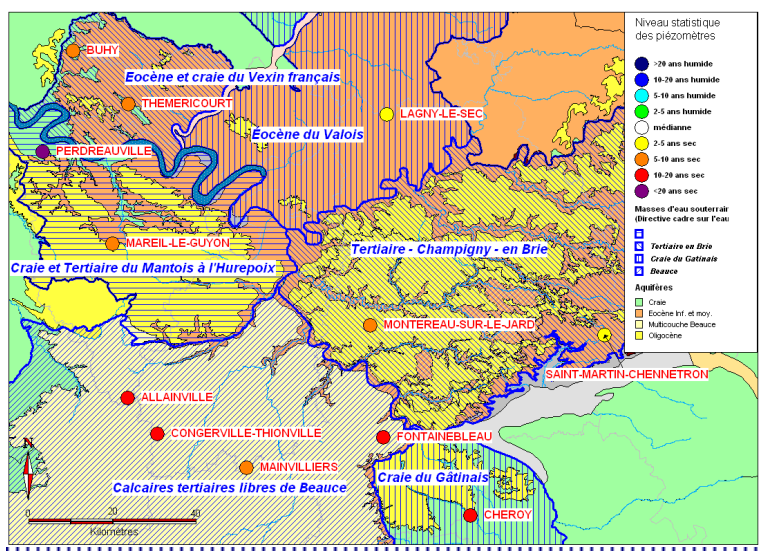 BUHY
Eocène et craie du Vexin français
THEMERICOURT
LAGNY-LE-SEC
Eocène du Valois
PERDREAUVILLE
MAREIL-LE-GUYON
Tertiaire - Champigny - en Brie
Craie et Tertiaire du Mantois à l'Hurepoix
MONTEREAU-SUR-LE-JARD
SAINT-MARTIN-CHENNETRON
ALLAINVILLE
CONGERVILLE-THIONVILLE
FONTAINEBLEAU
MAINVILLIERS
Craie du Gâtinais
Calcaires tertiaires libres de Beauce
CHEROY
N
0
10
20
30
40
50
Kilomètres
Niveau statistique
des piézomètres
>20 ans humide
10-20 ans humide
5-10 ans humide
2-5 ans humide
médianne
2-5 ans sec
5-10 ans sec
10-20 ans sec
<20 ans sec
Masses d'eau souterrain
(Directive cadre sur l'eau
Tertiaire en Brie
Craie du Gatinais
Beauce
Aquifères
Craie
Eocène Inf. et moy.
Multicouche Beauce
Oligocène